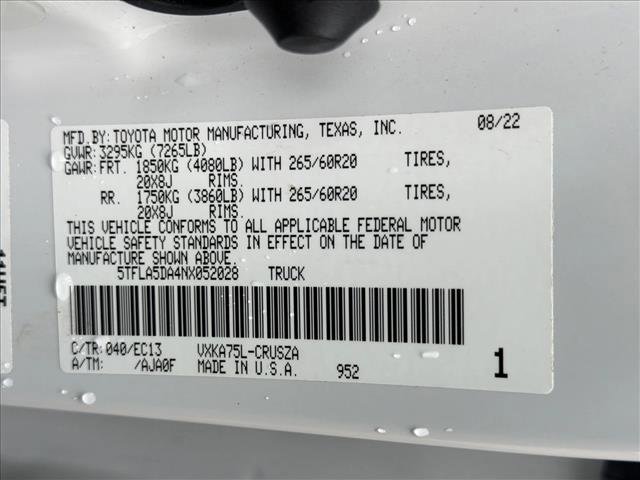 MFD.BY: TOYOTA MOTOR MANUFACTURING, TEXAS, INC. 08/22
GVWR: 3295KG (7265LB)
GAWR: FRT. 1850KG (4080LB) WITH 265/60R20 TIRES,
20X8J RIMS.
RR. 1750KG (3860LB) WITH 265/60R20 TIRES,
20X8J RIMS.
THIS VEHICLE CONFORMS TO ALL APPLICABLE FEDERAL MOTOR
VEHICLE SAFETY STANDARDS IN EFFECT ON THE DATE OF
MANUFACTURE SHOWN ABOVE.
5TFLA5DA4NX052028 TRUCK
C/TR: 040/EC13 VXKA75L-CRUSZA
A/TM: /AJA0F MADE IN U.S.A. 952 1